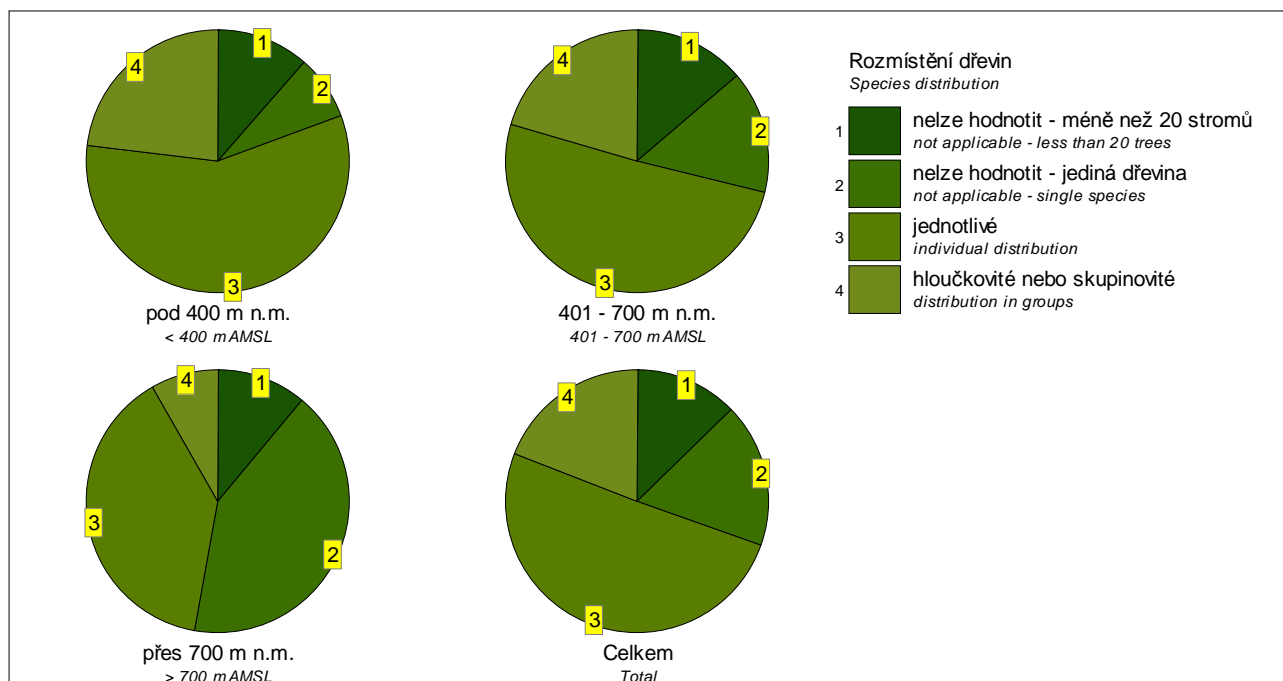 1
2
3
4
pod 400 m n.m.
< 400 m AMSL
1
2
3
4
401 - 700 m n.m.
401 - 700 m AMSL
Rozmístění dřevin
Species distribution
1 nelze hodnotit - méně než 20 stromů
not applicable - less than 20 trees
2 nelze hodnotit - jediná dřevina
not applicable - single species
3 jednotlivé
individual distribution
4 hloučkovité nebo skupinovité
distribution in groups
1
2
3
4
přes 700 m n.m.
> 700 m AMSL
1
2
3
4
Celkem
Total